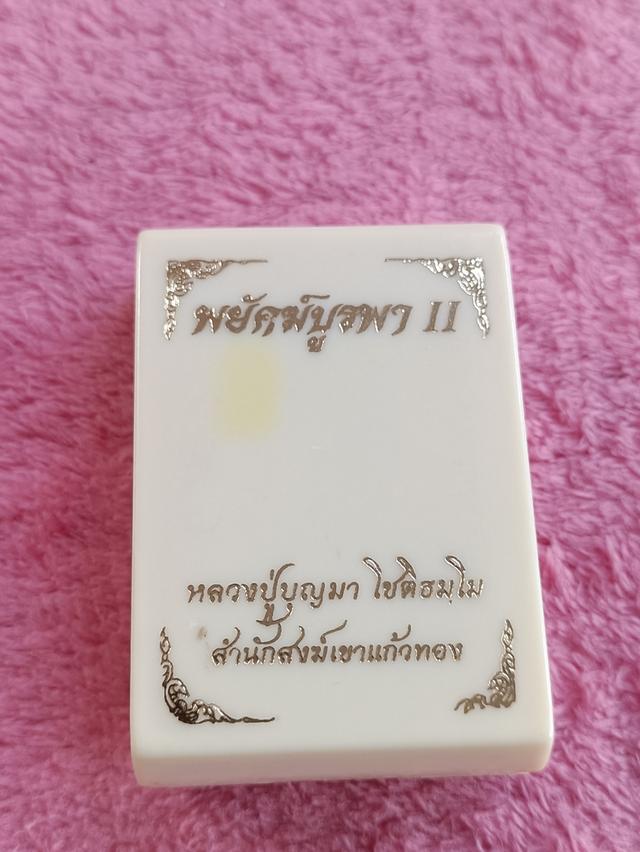 พยัคฆ์บูรพา II
หลวงปู่บุญมา โชติธมฺโม
สำนักสงฆ์เขาแก้วทอง